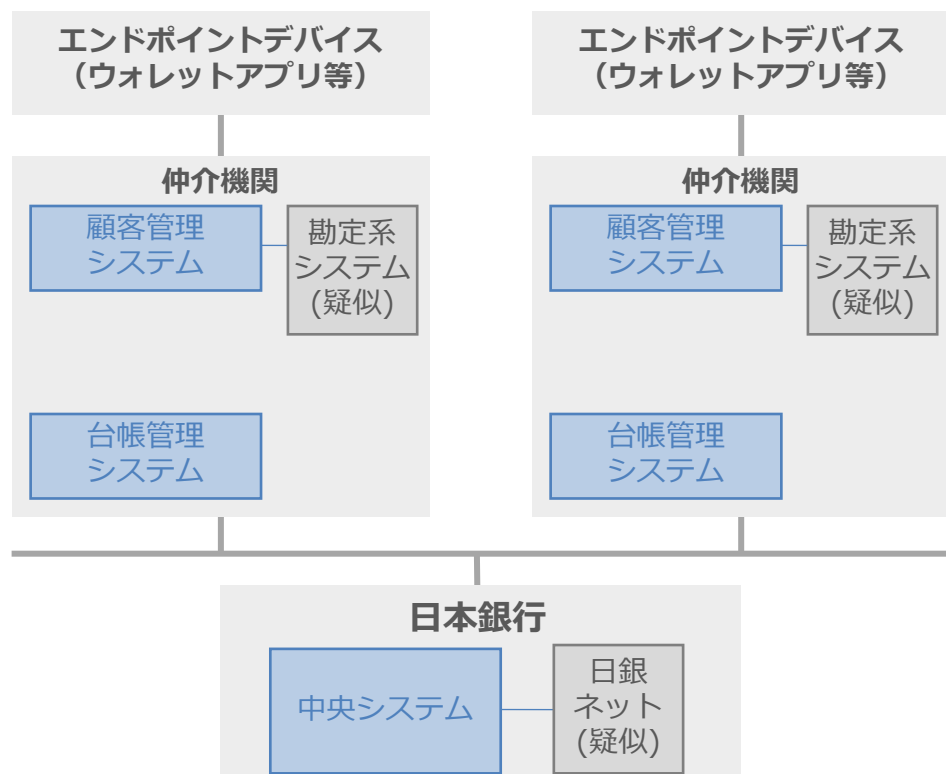 エンドポイントデバイス
（ウォレットアプリ等）
エンドポイントデバイス
（ウォレットアプリ等）
仲介機関
顧客管理
システム
勘定系
システム
(疑似)
台帳管理
システム
仲介機関
顧客管理
システム
勘定系
システム
(疑似)
台帳管理
システム
日本銀行
中央システム
日銀
ネット
(疑似)